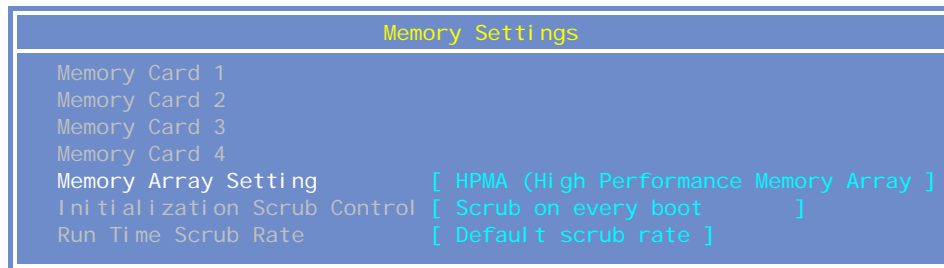 Memory Settings
Memory Card 1
Memory Card 2
Memory Card 3
Memory Card 4
Memory Array Setting [ HPMA (High Performance Memory Array ]
Initialization Scrub Control [ Scrub on every boot ]
Run Time Scrub Rate [ Default scrub rate ]